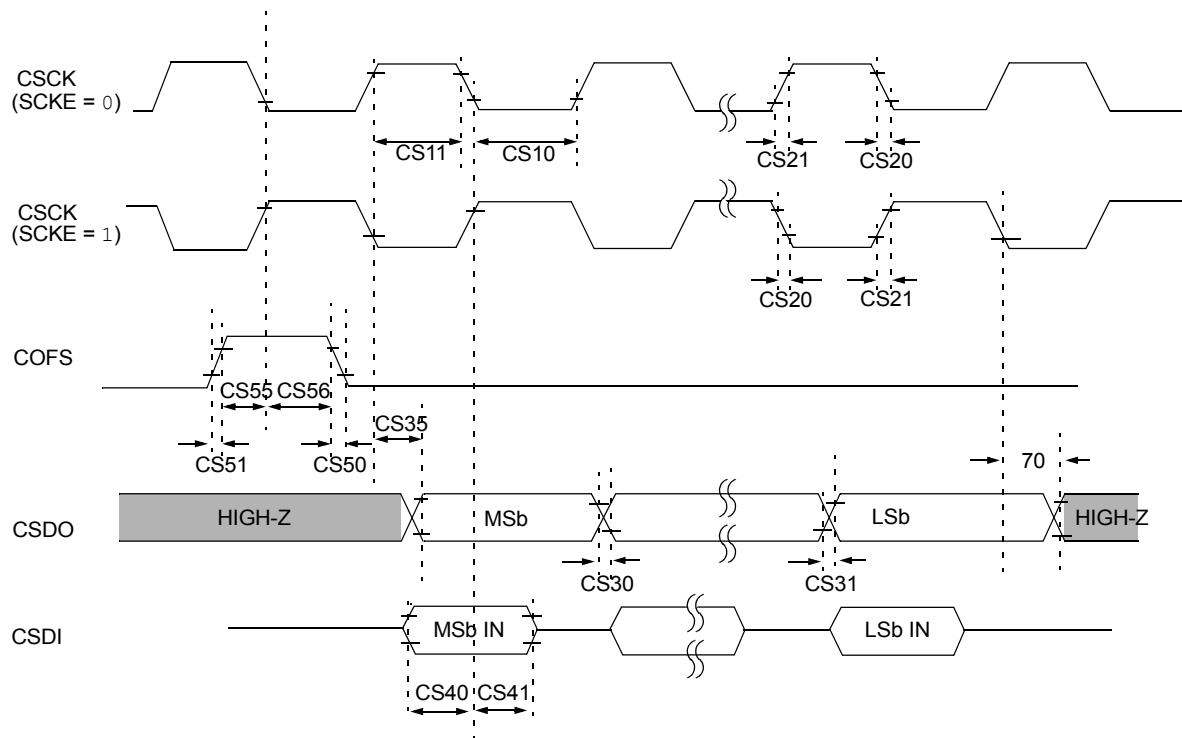 CSCK
(SCKE = 0)
CS11
CS10
CS21
CS20
CSCK
(SCKE = 1)
CS20
CS21
COFS
CS55
CS56
CS35
CS51
CS50
70
CSDO
HIGH-Z
MSb
LSb
HIGH-Z
CS30
CS31
CSDI
MSb IN
LSb IN
CS40
CS41